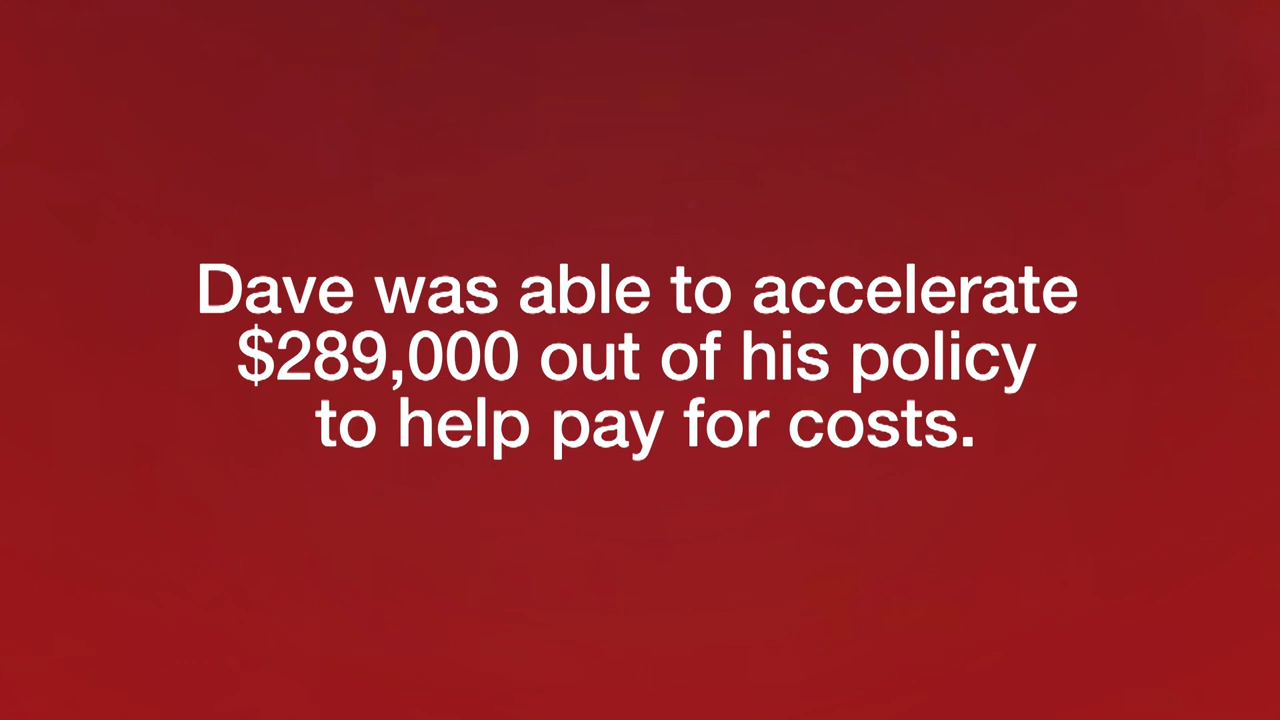 Dave was able to accelerate
$289,000 out of his policy
to help pay for costs.